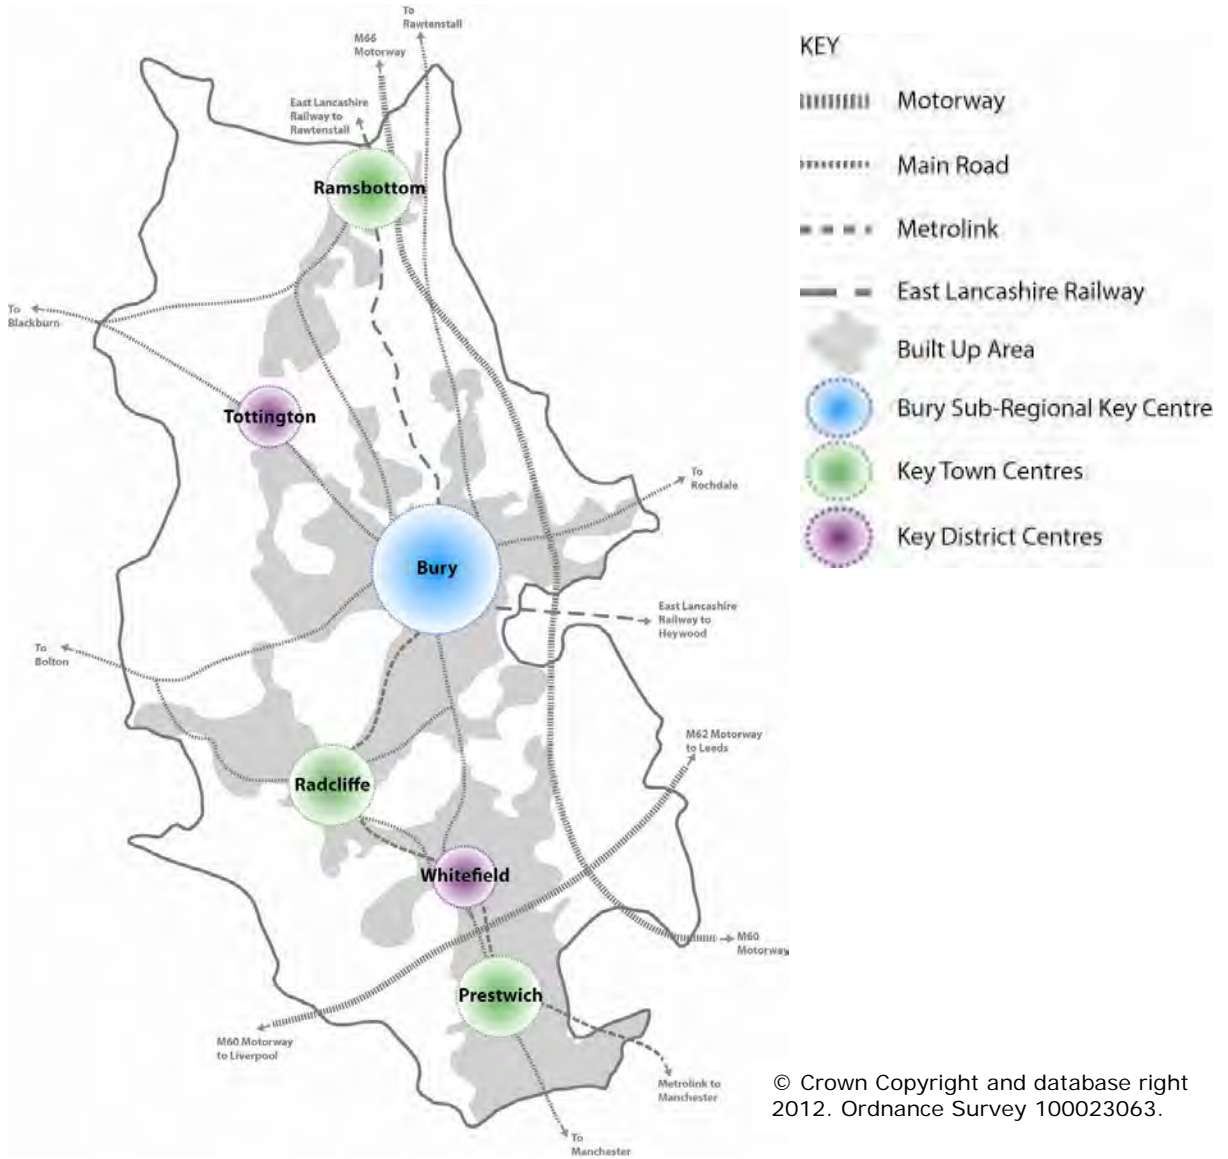 To
Rawtenstall
M66
Motorway
East Lancashire
Railway to
Rawtenstall
Ramsbottom
To
Blackburn
Tottington
To
Rochdale
Bury
East Lancashire
Railway to
Heywood
To
Bolton
M62 Motorway
to Leeds
Radcliffe
Whitefield
M60
Motorway
Prestwich
M60 Motorway
to Liverpool
Metrolink to
Manchester
To
Manchester
KEY
Motorway
Main Road
Metrolink
East Lancashire Railway
Built Up Area
Bury Sub-Regional Key Centre
Key Town Centres
Key District Centres
© Crown Copyright and database right
2012. Ordnance Survey 100023063.